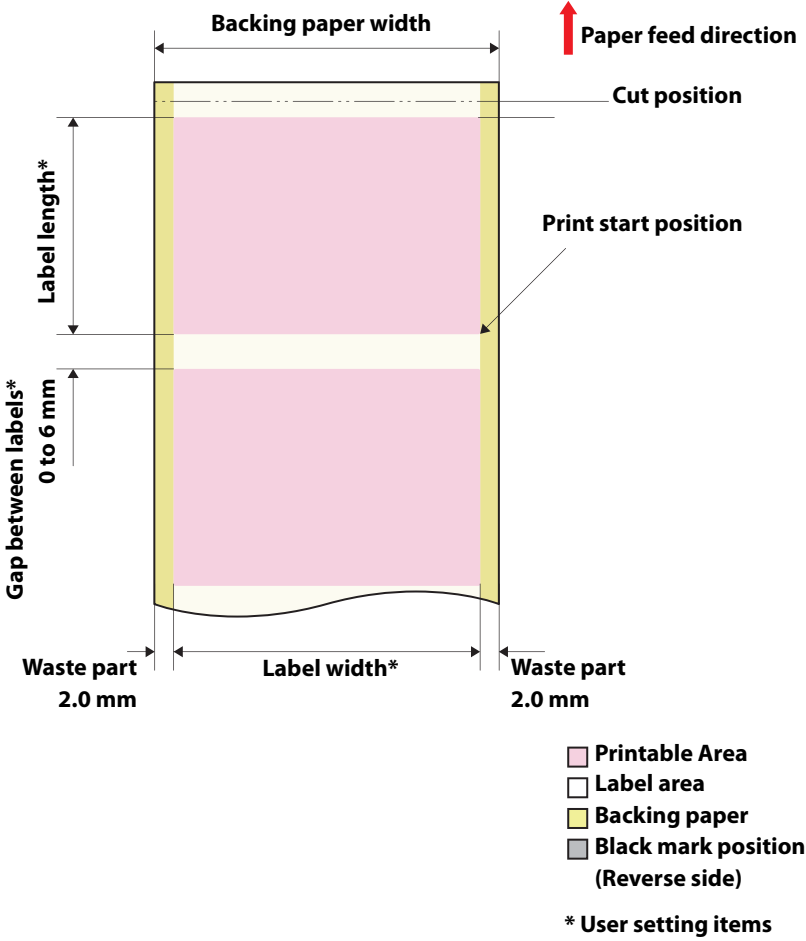 Backing paper width
Paper feed direction
Cut position
Label length*
Print start position
Gap between labels*
0 to 6 mm
Waste part
2.0 mm
Label width*
Waste part
2.0 mm
Printable Area
Label area
Backing paper
Black mark position
(Reverse side)
* User setting items